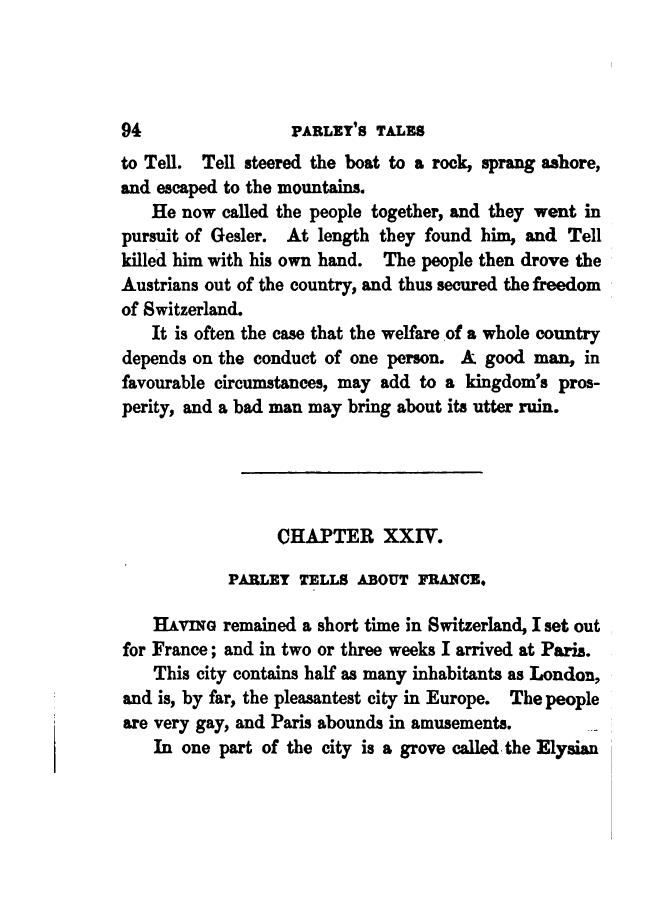 94 PARLEY'S TALES
to Tell. Tell steered the boat to a rock, sprang ashore,
and escaped to the mountains.
He now called the people together, and they went in
pursuit of Gesler. At length they found him, and Tell
killed him with his own hand. The people then drove the
Austrians out of the country, and thus secured the freedom
of Switzerland.
It is often the case that the welfare of a whole country
depends on the conduct of one person. A good man, in
favourable circumstances, may add to a kingdom's pros-
perity, and a bad man may bring about its utter ruin.
CHAPTER XXIV.
PARLEY TELLS ABOUT FRANCE.
HAVING remained a short time in Switzerland, I set out
for France; and in two or three weeks I arrived at Paris.
This city contains half as many inhabitants as London,
and is, by far, the pleasantest city in Europe. The people
are very gay, and Paris abounds in amusements.
In one part of the city is a grove called the Elysian